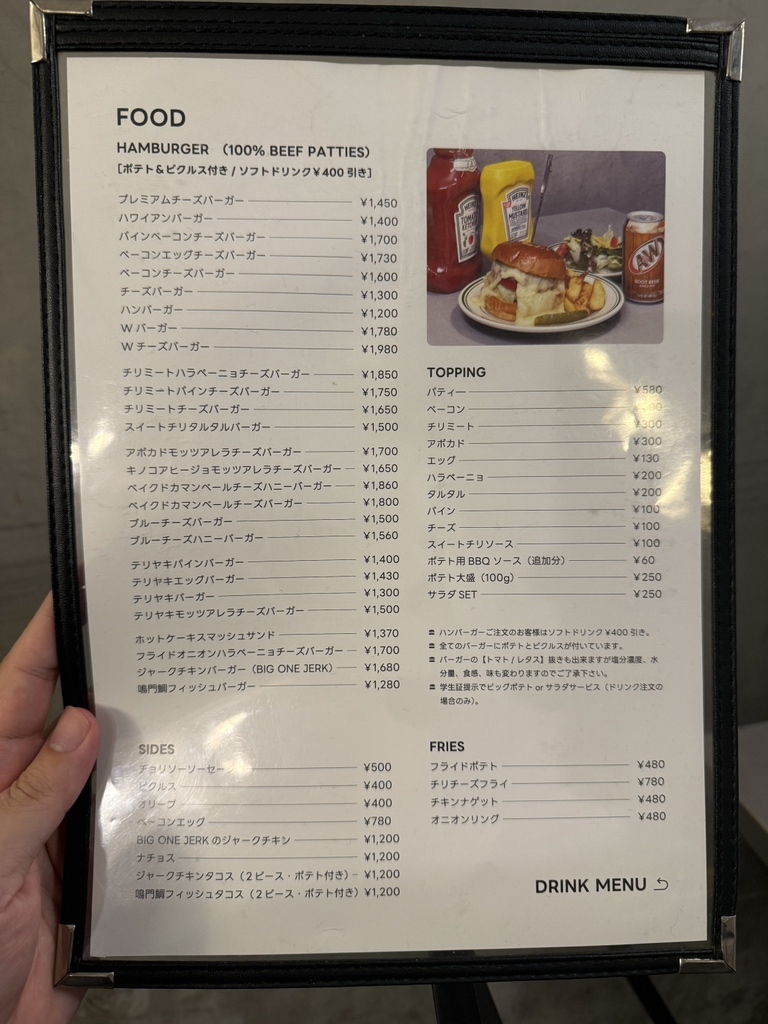 FOOD
HAMBURGER （100% BEEF PATTIES）
［ポテト＆ピクルス付き / ソフトドリンク¥400 引き］
プレミアムチーズバーガー ¥1,450
ハワイアンバーガー ¥1,400
パインベーコンチーズバーガー ¥1,700
ベーコンエッグチーズバーガー ¥1,730
ベーコンチーズバーガー ¥1,600
チーズバーガー ¥1,300
ハンバーガー ¥1,200
W バーガー ¥1,780
W チーズバーガー ¥1,980
チリミートハラペーニョチーズバーガー ¥1,850
チリミートパインチーズバーガー ¥1,750
チリミートチーズバーガー ¥1,650
スイートチリタルタルバーガー ¥1,500
アボカドモッツアレラチーズバーガー ¥1,700
キノコアヒージョモッツアレラチーズバーガー ¥1,650
ベイクドカマンベールチーズハニーバーガー ¥1,860
ベイクドカマンベールチーズバーガー ¥1,800
ブルーチーズバーガー ¥1,500
ブルーチーズハニーバーガー ¥1,560
テリヤキパインバーガー ¥1,400
テリヤキエッグバーガー ¥1,430
テリヤキバーガー ¥1,300
テリヤキモッツアレラチーズバーガー ¥1,500
ホットケーキスマッシュサンド ¥1,370
フライドオニオンハラペーニョチーズバーガー ¥1,700
ジャークチキンバーガー（BIG ONE JERK） ¥1,680
鳴門鯛フィッシュバーガー ¥1,280
SIDES
チョリソーソーセージ ¥500
ピクルス ¥400
オリーブ ¥400
ベーコンエッグ ¥780
BIG ONE JERK のジャークチキン ¥1,200
ナチョス ¥1,200
ジャークチキンタコス（2ピース・ポテト付き） ¥1,200
鳴門鯛フィッシュタコス（2ピース・ポテト付き） ¥1,200
HEINZ
TOMATO
KETCHUP
HEINZ
YELLOW
MUSTARD
A&W
ROOT BEER
TOPPING
パティー ¥580
ベーコン
チリミート ¥300
アボカド ¥300
エッグ ¥130
ハラペーニョ ¥200
タルタル ¥200
パイン ¥100
チーズ ¥100
スイートチリソース ¥100
ポテト用 BBQ ソース（追加分） ¥60
ポテト大盛（100g） ¥250
サラダ SET ¥250
〓 ハンバーガーご注文のお客様はソフトドリンク ¥400 引き。
〓 全てのバーガーにポテトとピクルスが付いています。
〓 バーガーの【トマト / レタス】抜きも出来ますが塩分濃度、水
分量、食感、味も変わりますのでご了承下さい。
〓 学生証提示でビッグポテト or サラダサービス（ドリンク注文の
場合のみ）。
FRIES
フライドポテト ¥480
チリチーズフライ ¥780
チキンナゲット ¥480
オニオンリング ¥480
DRINK MENU